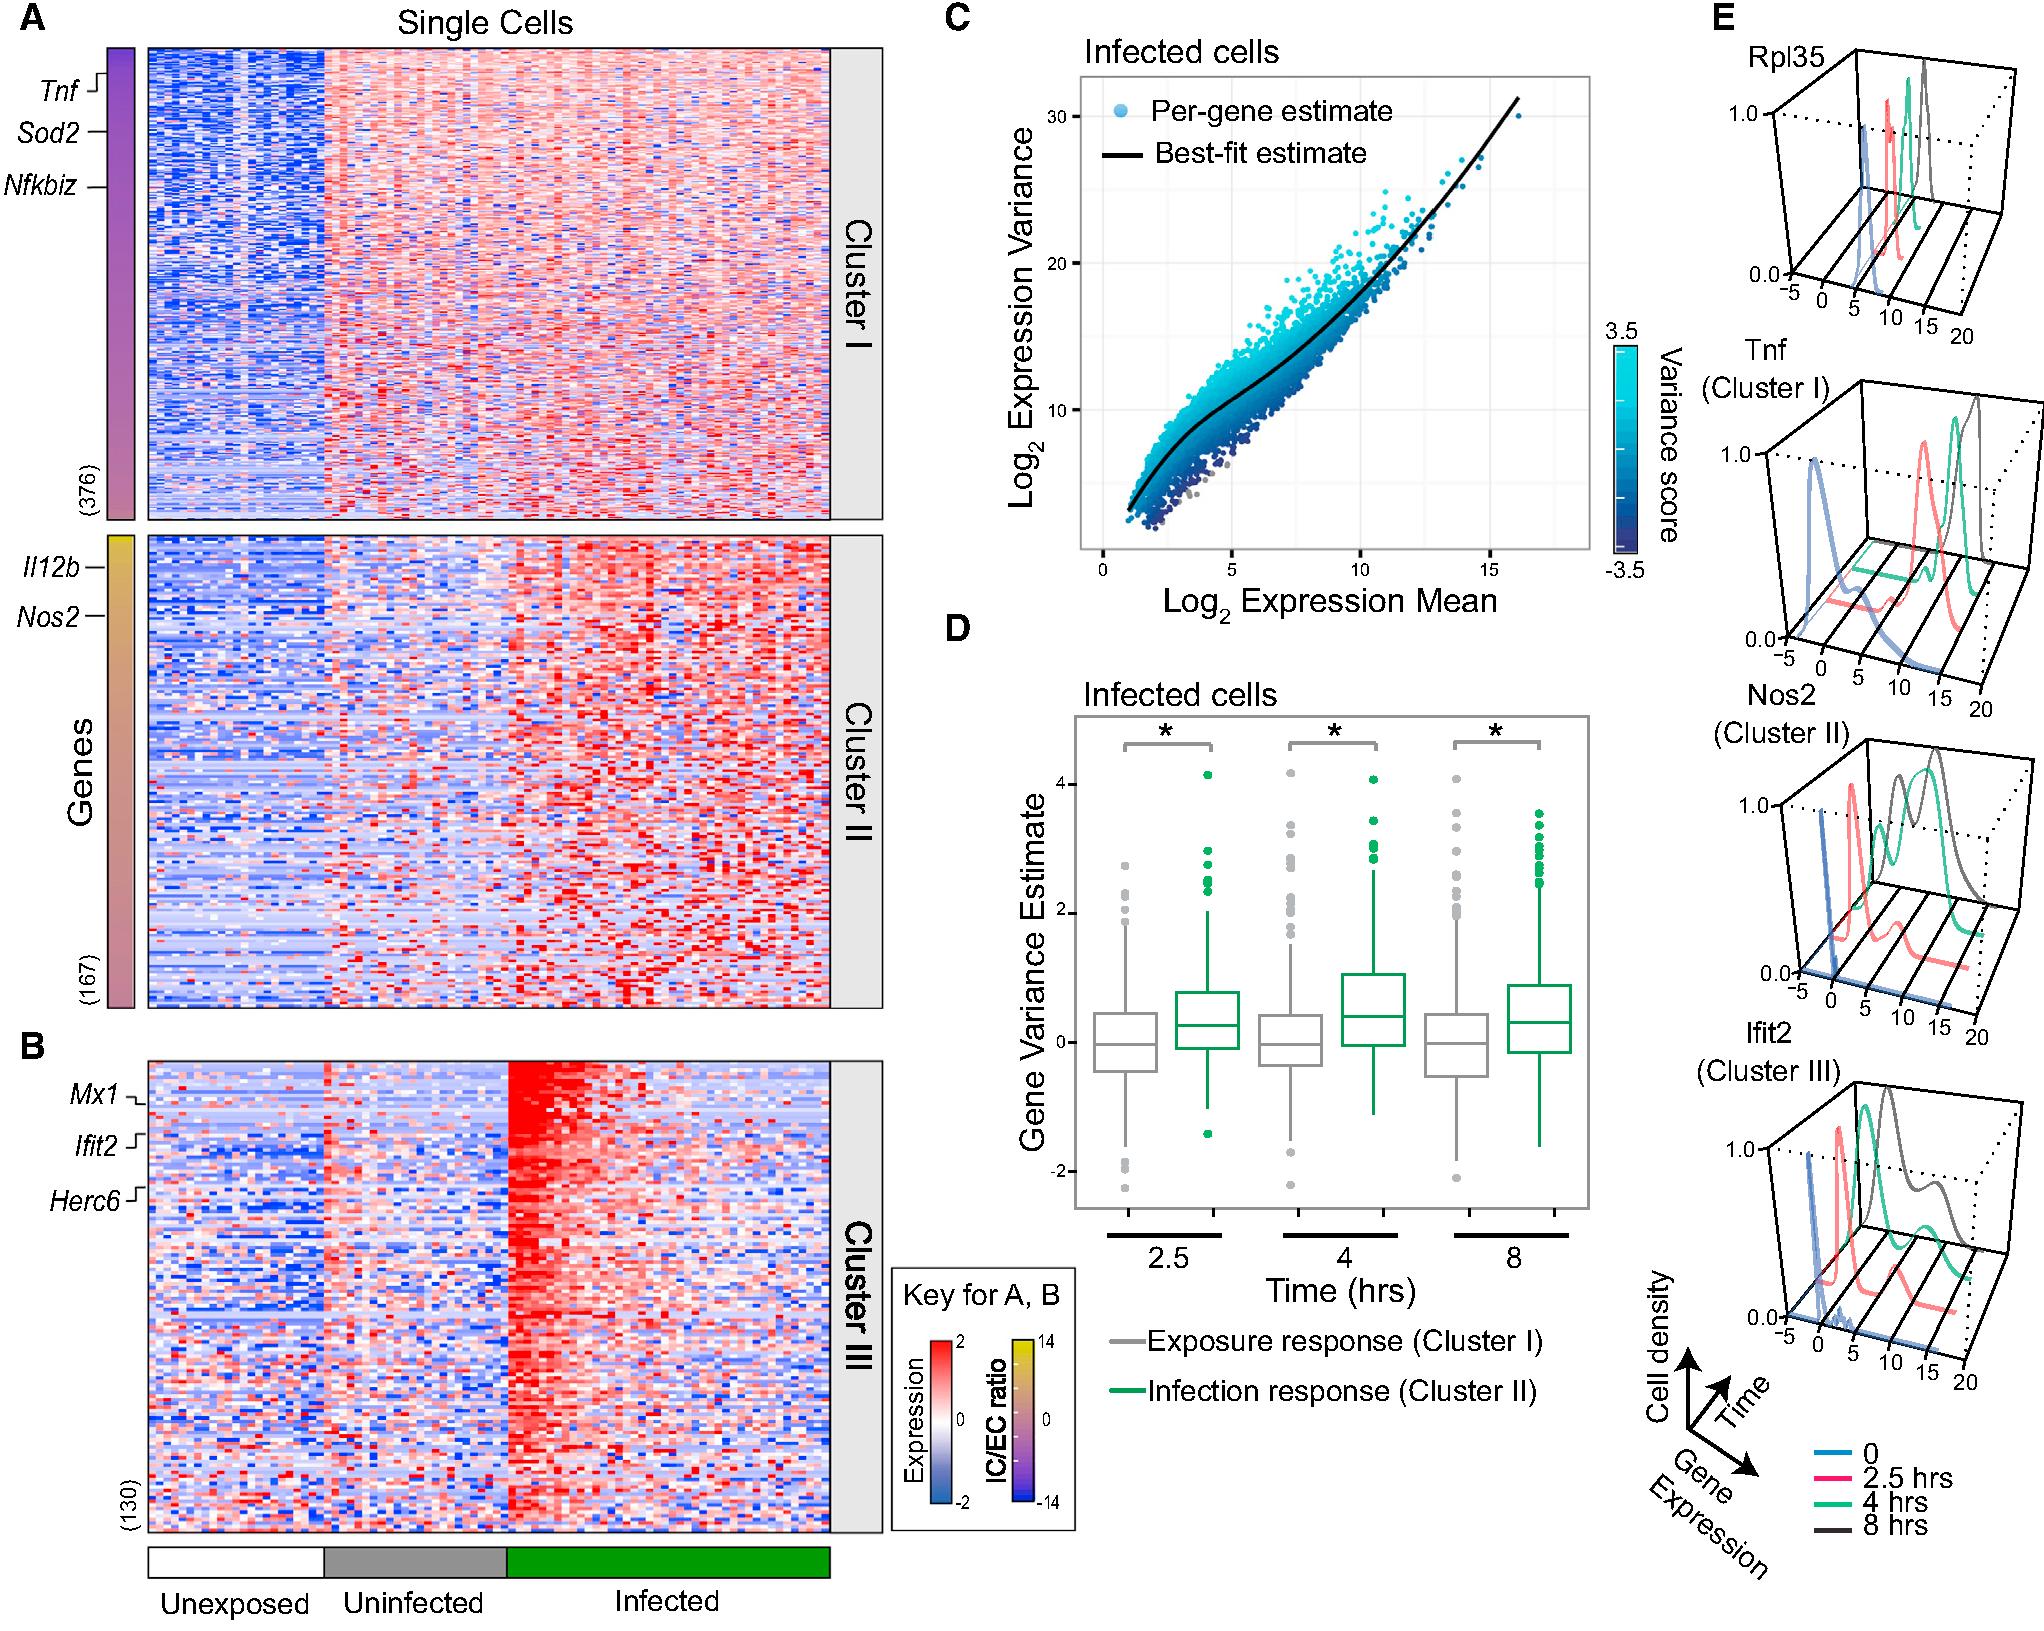 A
Single Cells
Tnf
Sod2
Nfkbiz
(376)
Cluster I
Il12b
Nos2
Genes
(167)
Cluster II
B
Mx1
Ifit2
Herc6
(130)
Cluster III
Unexposed
Uninfected
Infected
Key for A, B
Expression
2
0
-2
IC/EC ratio
14
0
-14
C
Infected cells
Per-gene estimate
Best-fit estimate
Log2 Expression Variance
30
20
10
0
5
10
15
Log2 Expression Mean
3.5
Variance score
-3.5
D
Infected cells
*
*
*
Gene Variance Estimate
4
2
0
-2
2.5
4
8
Time (hrs)
Exposure response (Cluster I)
Infection response (Cluster II)
E
Rpl35
1.0
0.0
−5
0
5
10
15
20
Tnf
(Cluster I)
1.0
0.0
−5
0
5
10
15
20
Nos2
(Cluster II)
1.0
0.0
−5
0
5
10
15
20
Ifit2
(Cluster III)
1.0
0.0
−5
0
5
10
15
20
Cell density
Time
Gene
Expression
0
2.5 hrs
4 hrs
8 hrs